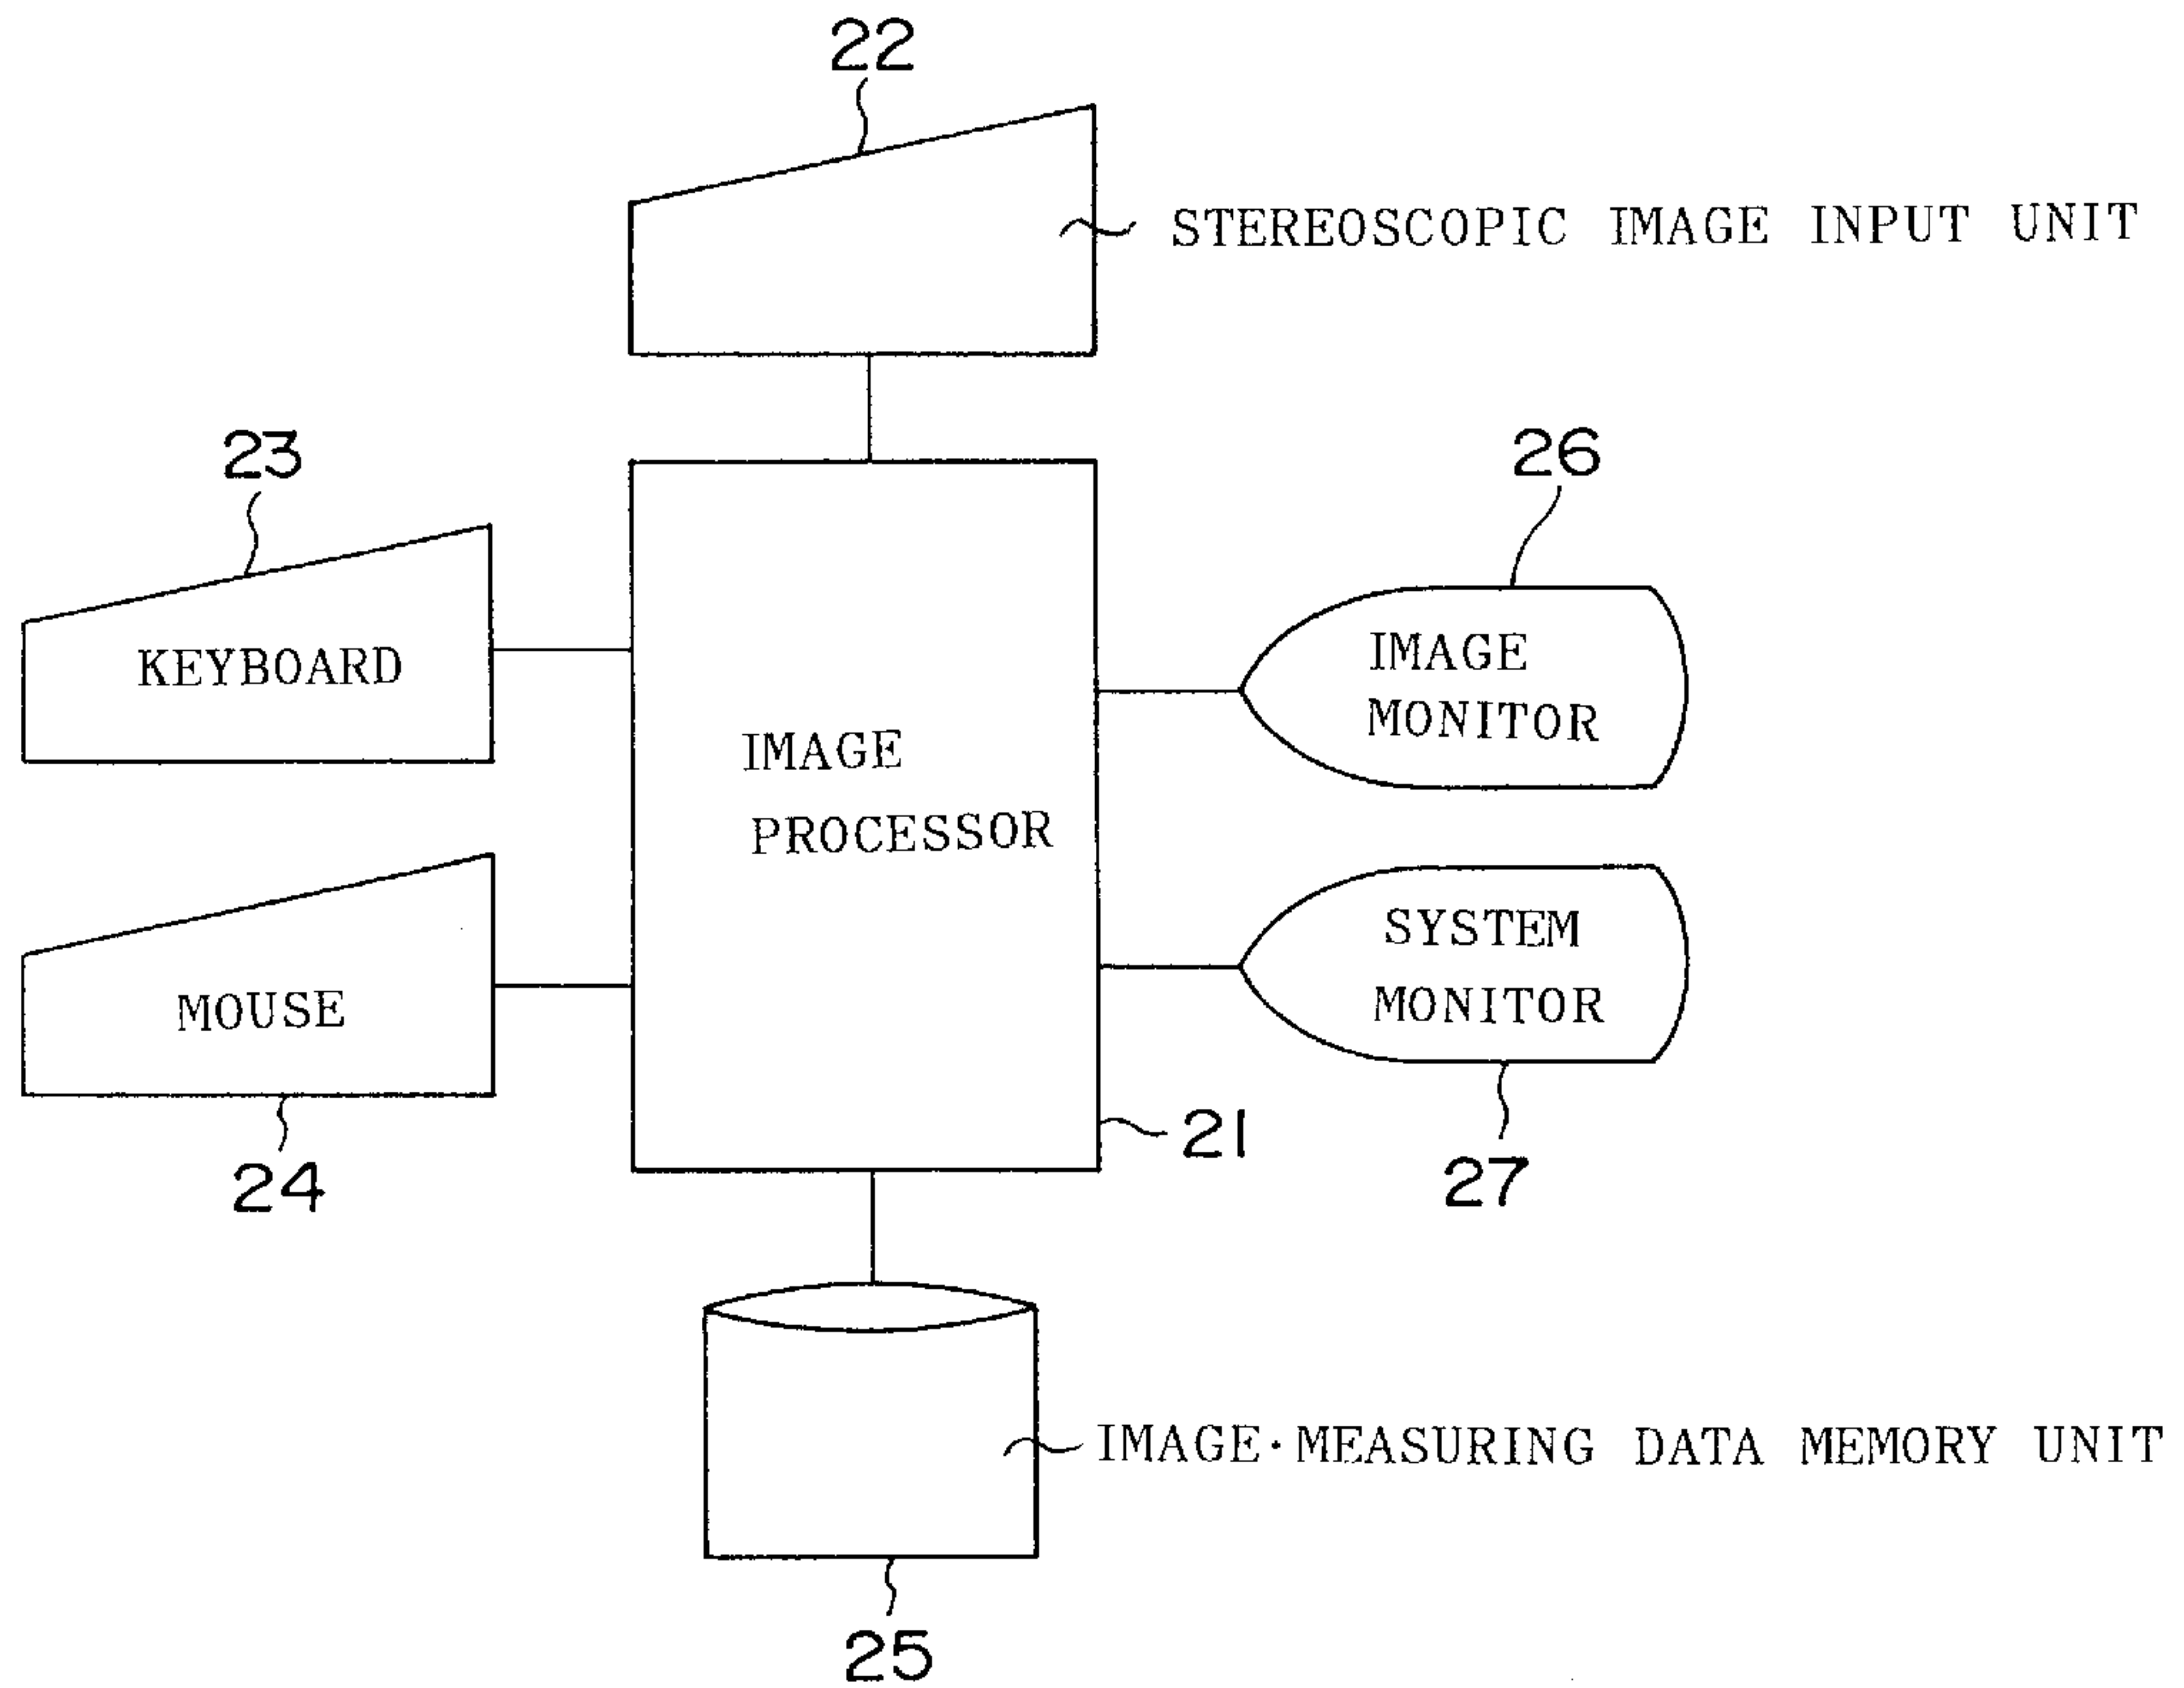 22
STEREOSCOPIC IMAGE INPUT UNIT
23
26
KEYBOARD
IMAGE
MONITOR
IMAGE
PROCESSOR
SYSTEM
MONITOR
MOUSE
21
24
27
IMAGE·MEASURING DATA MEMORY UNIT
25